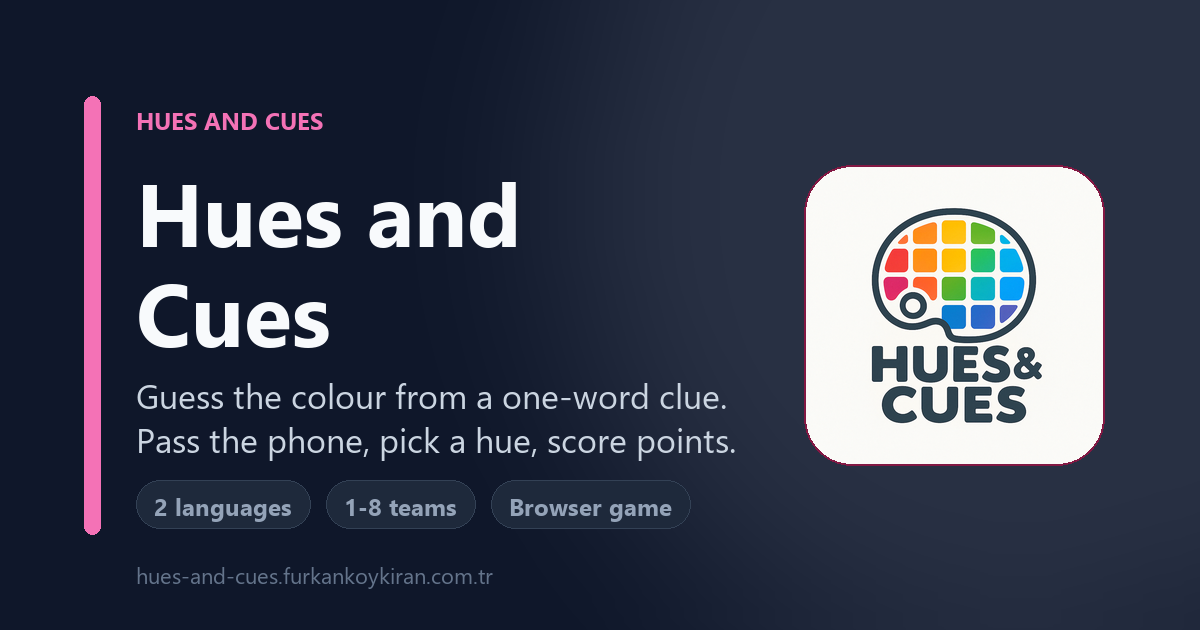 HUES AND CUES
Hues and
Cues
Guess the colour from a one-word clue.
Pass the phone, pick a hue, score points.
2 languages
1-8 teams
Browser game
hues-and-cues.furkankoykiran.com.tr
HUES&
CUES